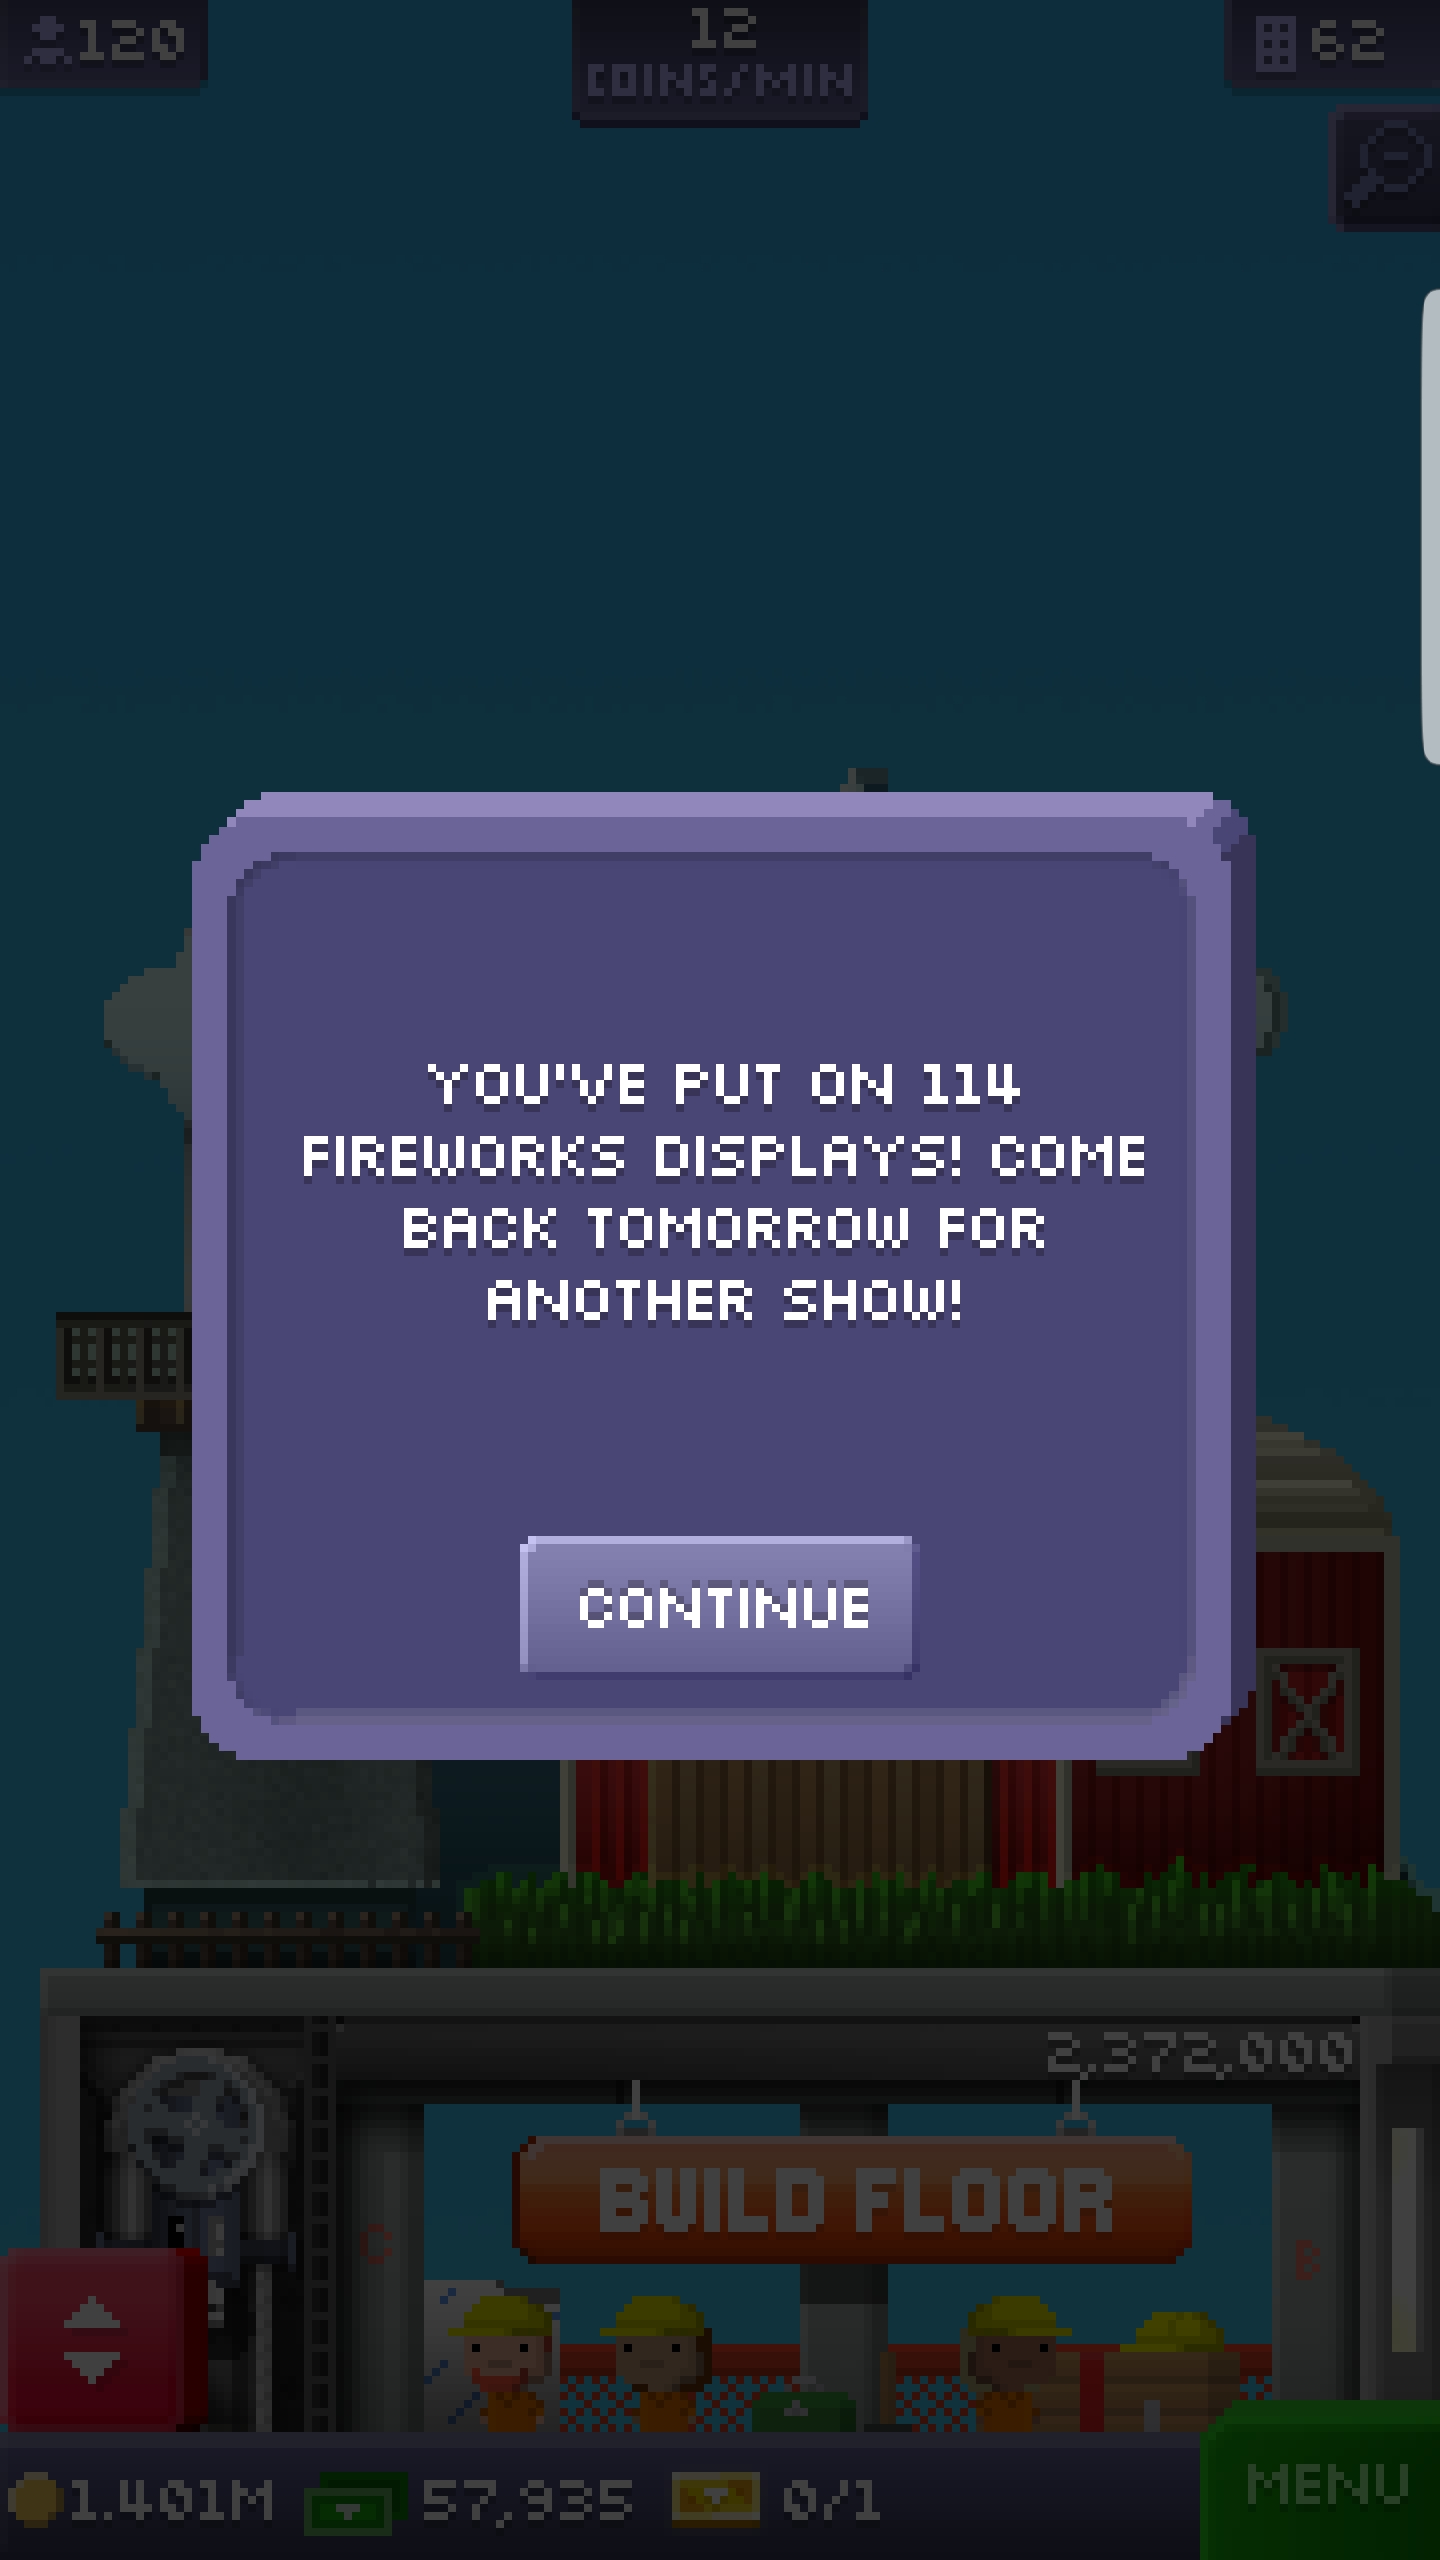 120
12
COINS/MIN
62
YOU'VE PUT ON 114
FIREWORKS DISPLAYS! COME
BACK TOMORROW FOR
ANOTHER SHOW!
CONTINUE
2,372,000
BUILD FLOOR
C
B
1.401M
57,935
0/1
MENU